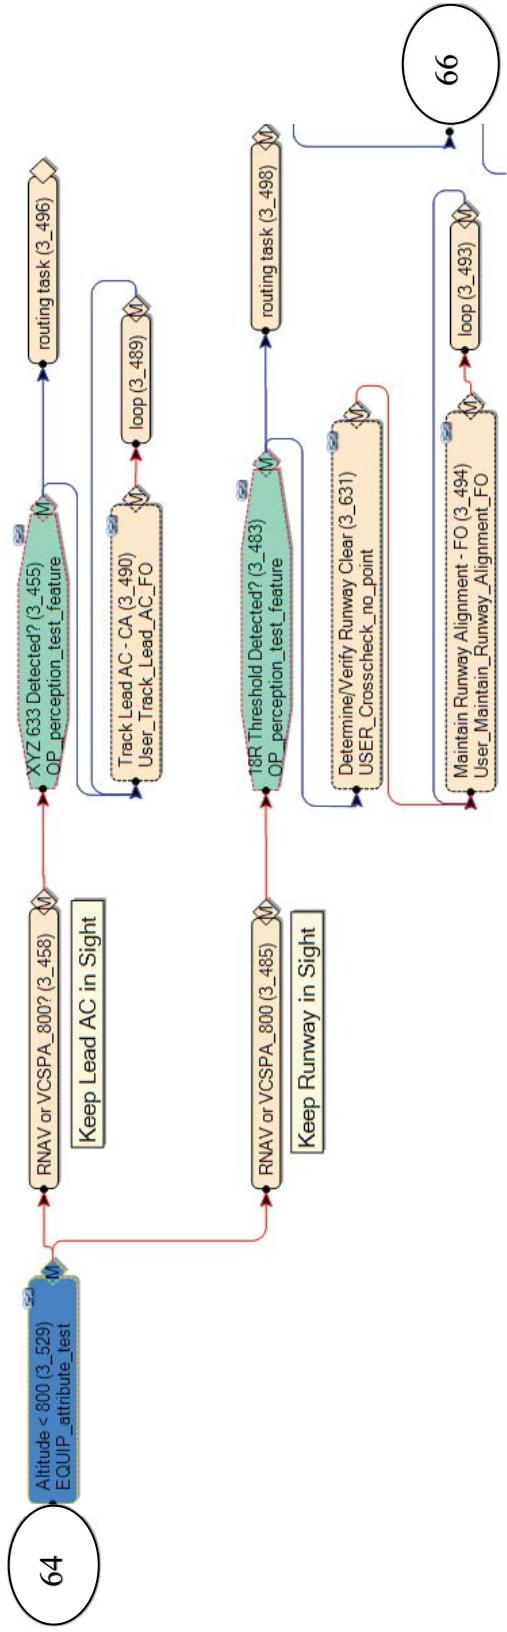 64
Altitude < 800 (3_529)
EQUIP_attribute_test
M
RNAV or VCSPA_800? (3_458)
M
Keep Lead AC in Sight
XYZ 633 Detected? (3_455)
OP_perception_test_feature
M
routing task (3_496)
Track Lead AC - CA (3_490)
User_Track_Lead_AC_FO
M
loop (3_489)
M
RNAV or VCSPA_800 (3_485)
M
Keep Runway in Sight
18R Threshold Detected? (3_483)
OP_perception_test_feature
M
routing task (3_498)
M
Determine/Verify Runway Clear (3_631)
USER_Crosscheck_no_point
M
Maintain Runway Alignment - FO (3_494)
User_Maintain_Runway_Alignment_FO
M
loop (3_493)
M
66